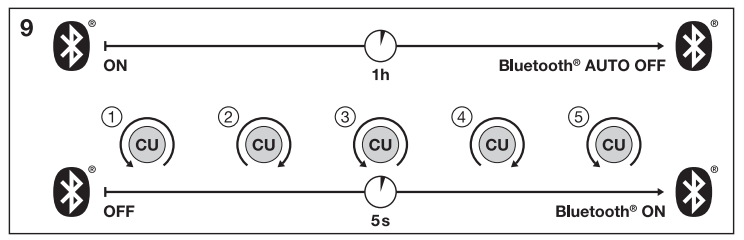 9
®
®
ON
1h
Bluetooth® AUTO OFF
① ② ③ ④ ⑤
CU CU CU CU CU
®
®
OFF
5s
Bluetooth® ON